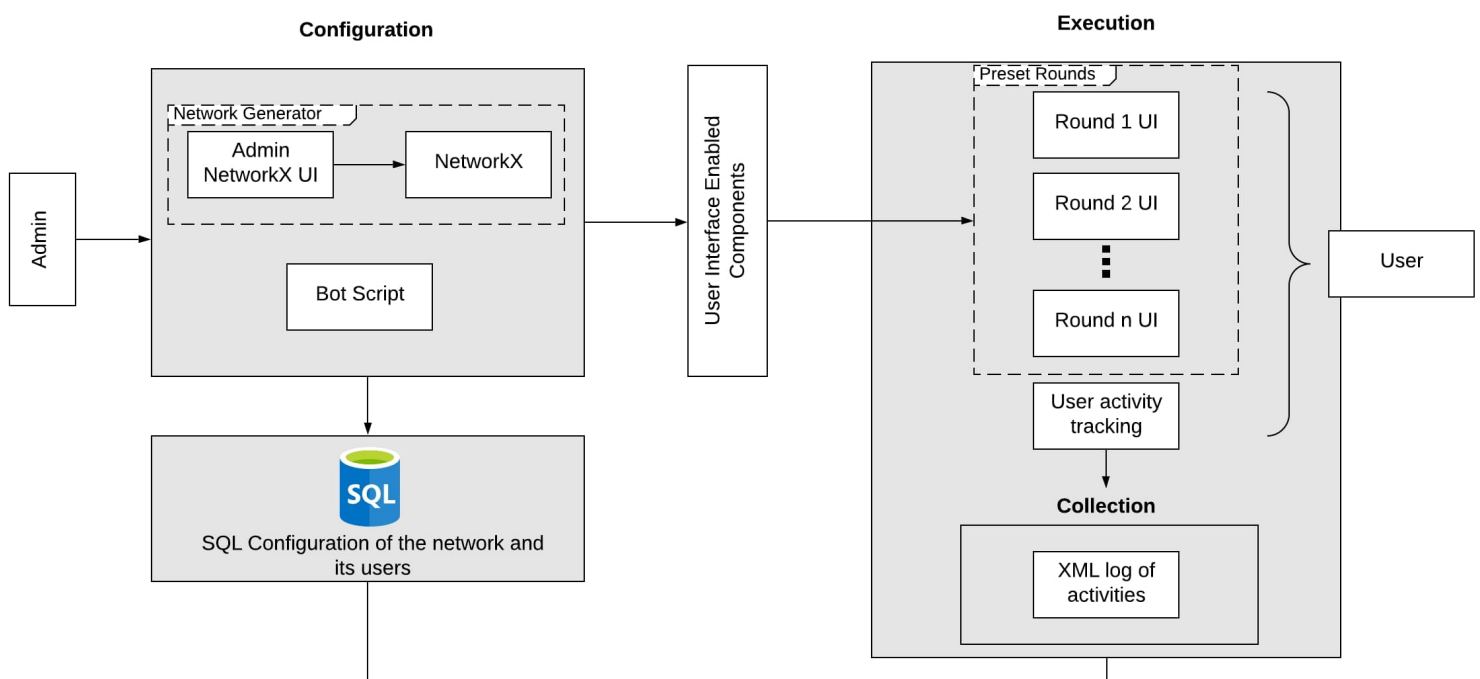 Configuration
Execution
Network Generator
Admin
NetworkX UI
NetworkX
Bot Script
Admin
User Interface Enabled
Components
Preset Rounds
Round 1 UI
Round 2 UI
Round n UI
User
User activity
tracking
Collection
XML log of
activities
SQL
SQL Configuration of the network and
its users